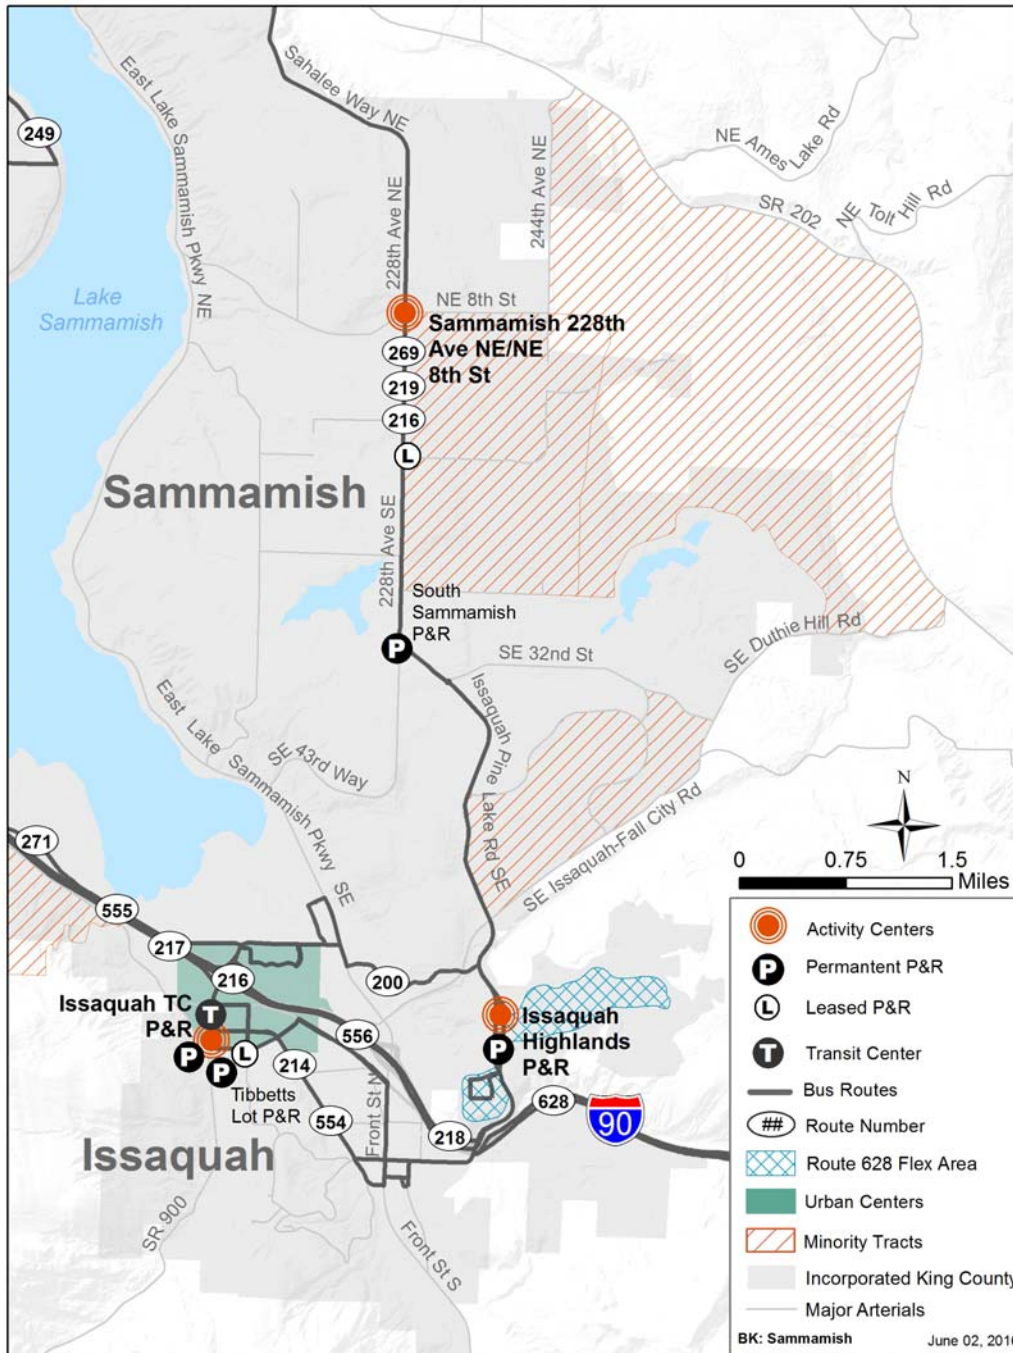 Sahalee Way NE
East Lake Sammamish Pkwy NE
249
NE Ames Lake Rd
244th Ave NE
SR 202
NE Tolt Hill Rd
228th Ave NE
Lake
Sammamish
NE 8th St
Sammamish 228th
Ave NE/NE
8th St
269
219
216
L
Sammamish
228th Ave SE
South
Sammamish
P&R
P
SE Duthie Hill Rd
SE 32nd St
Issaquah Pine Lake Rd SE
East Lake Sammamish Pkwy SE
SE 43rd Way
SE Issaquah-Fall City Rd
N
271
0 0.75 1.5
Miles
555
217
216
200
Issaquah TC
P&R
T
P
P
L
Tibbetts
Lot P&R
214
554
556
Front St N
Issaquah
Highlands
P&R
P
628
90
218
Issaquah
SR 900
Front St S
Activity Centers
P Permantent P&R
L Leased P&R
T Transit Center
Bus Routes
## Route Number
Route 628 Flex Area
Urban Centers
Minority Tracts
Incorporated King County
Major Arterials
BK: Sammamish June 02, 2016